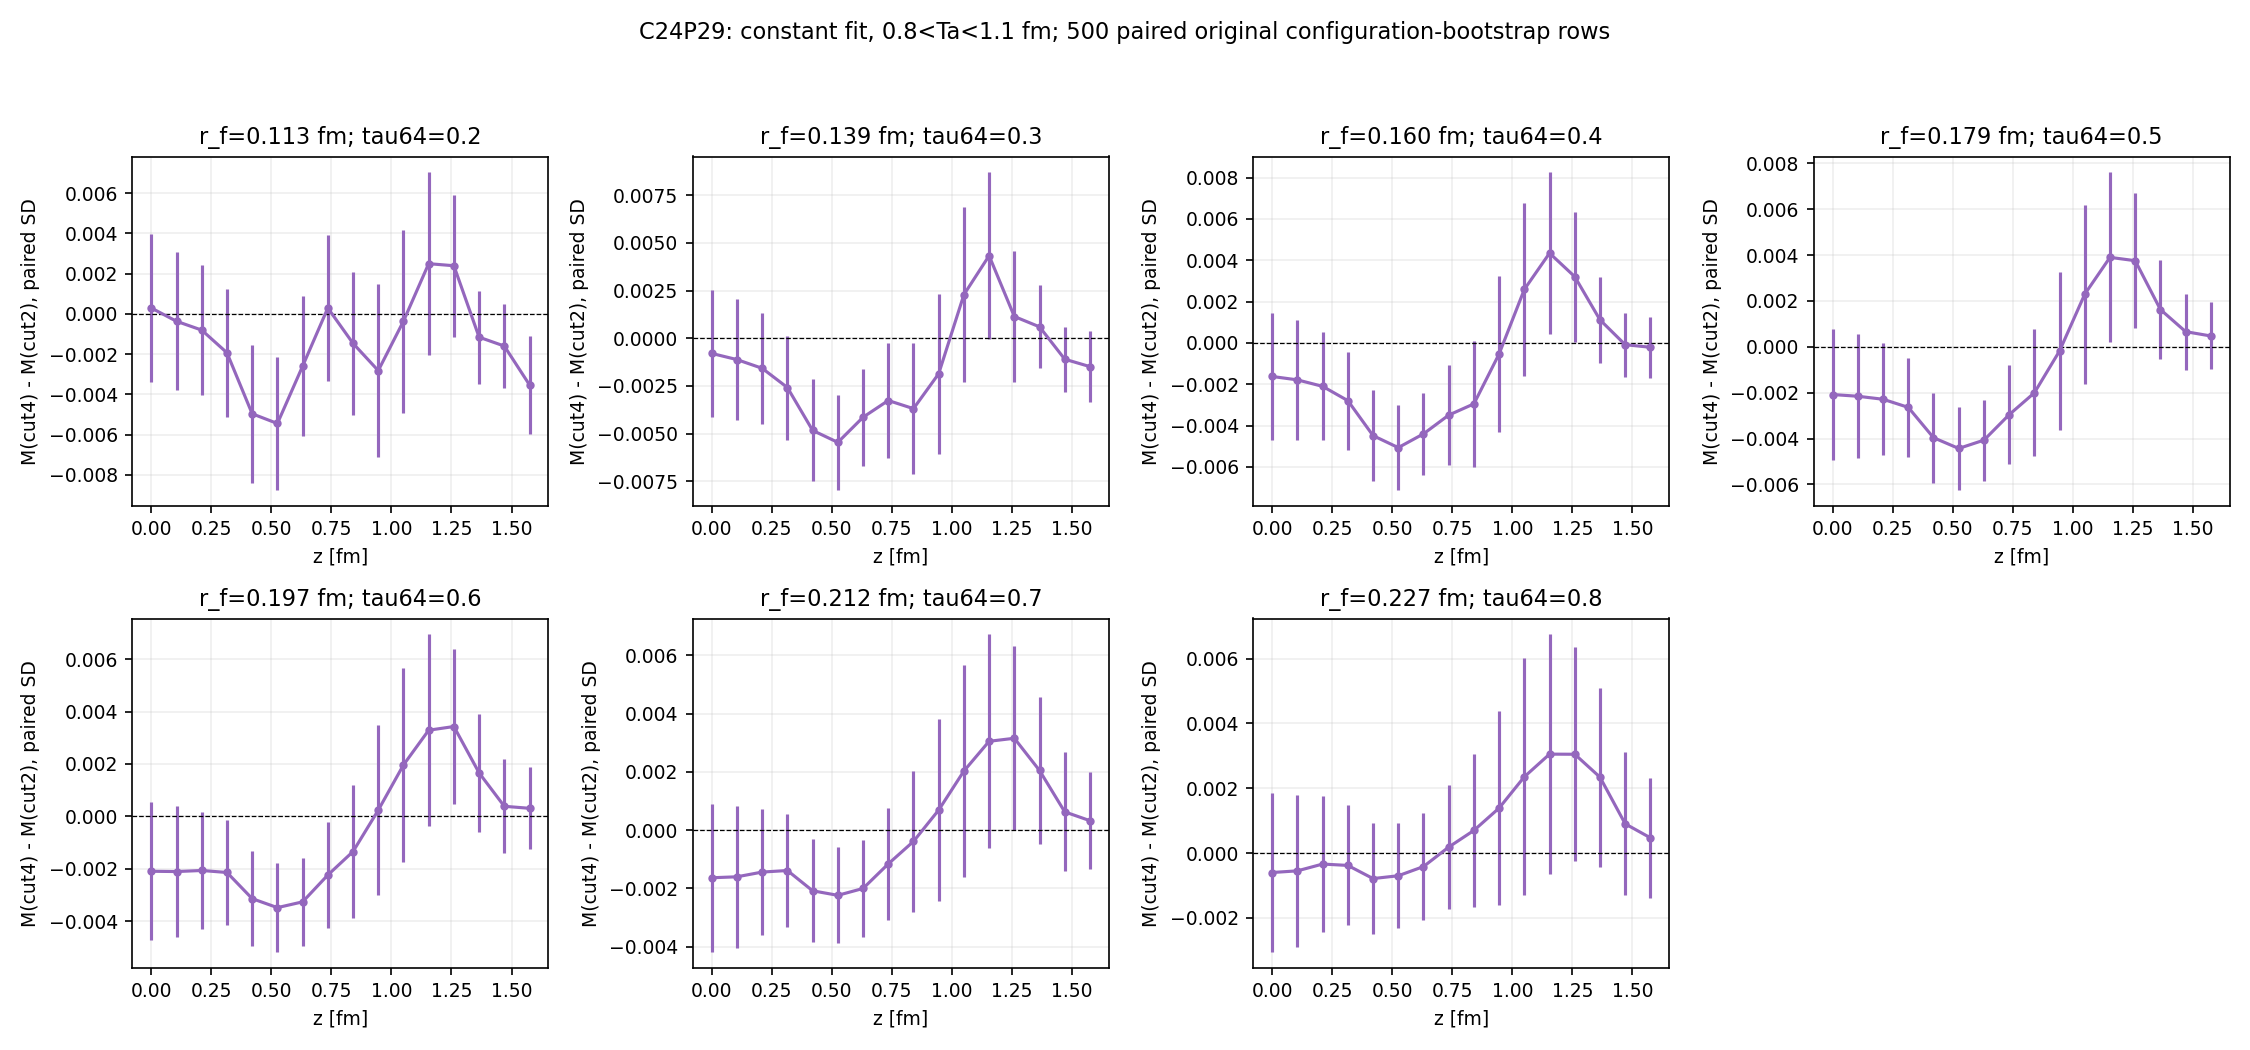 C24P29: constant fit, 0.8<Ta<1.1 fm; 500 paired original configuration-bootstrap rows
r_f=0.113 fm; tau64=0.2
M(cut4) - M(cut2), paired SD
0.006
0.004
0.002
0.000
−0.002
−0.004
−0.006
−0.008
0.00 0.25 0.50 0.75 1.00 1.25 1.50
z [fm]
r_f=0.139 fm; tau64=0.3
M(cut4) - M(cut2), paired SD
0.0075
0.0050
0.0025
0.0000
−0.0025
−0.0050
−0.0075
0.00 0.25 0.50 0.75 1.00 1.25 1.50
z [fm]
r_f=0.160 fm; tau64=0.4
M(cut4) - M(cut2), paired SD
0.008
0.006
0.004
0.002
0.000
−0.002
−0.004
−0.006
0.00 0.25 0.50 0.75 1.00 1.25 1.50
z [fm]
r_f=0.179 fm; tau64=0.5
M(cut4) - M(cut2), paired SD
0.008
0.006
0.004
0.002
0.000
−0.002
−0.004
−0.006
0.00 0.25 0.50 0.75 1.00 1.25 1.50
z [fm]
r_f=0.197 fm; tau64=0.6
M(cut4) - M(cut2), paired SD
0.006
0.004
0.002
0.000
−0.002
−0.004
0.00 0.25 0.50 0.75 1.00 1.25 1.50
z [fm]
r_f=0.212 fm; tau64=0.7
M(cut4) - M(cut2), paired SD
0.006
0.004
0.002
0.000
−0.002
−0.004
0.00 0.25 0.50 0.75 1.00 1.25 1.50
z [fm]
r_f=0.227 fm; tau64=0.8
M(cut4) - M(cut2), paired SD
0.006
0.004
0.002
0.000
−0.002
0.00 0.25 0.50 0.75 1.00 1.25 1.50
z [fm]